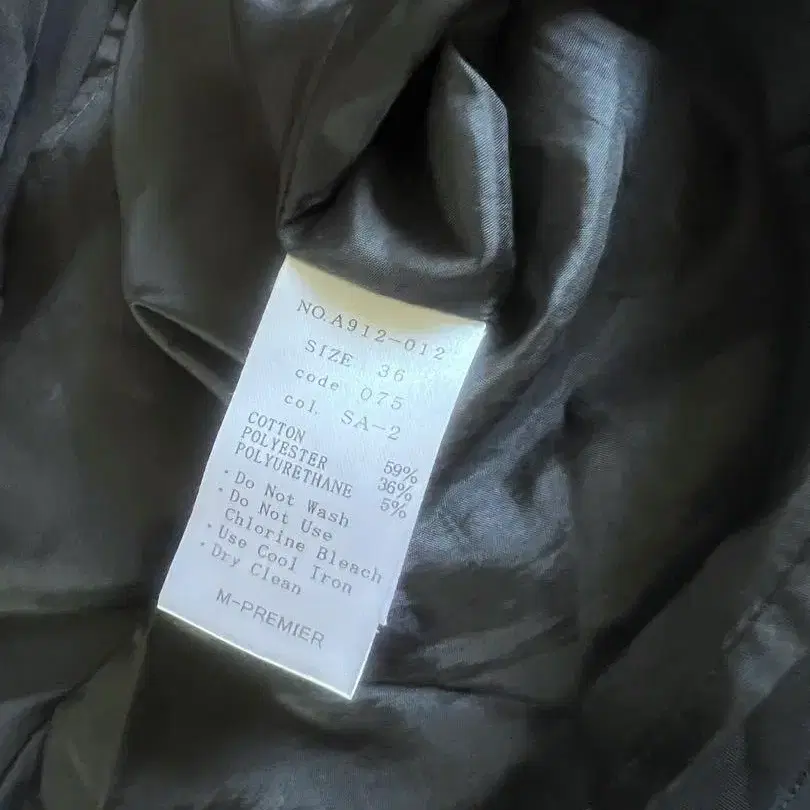 NO.A912-012
SIZE 36
code 075
col. SA-2
COTTON 59%
POLYESTER 36%
POLYURETHANE 5%
・Do Not Wash
・Do Not Use
Chlorine Bleach
・Use Cool Iron
・Dry Clean
M-PREMIER